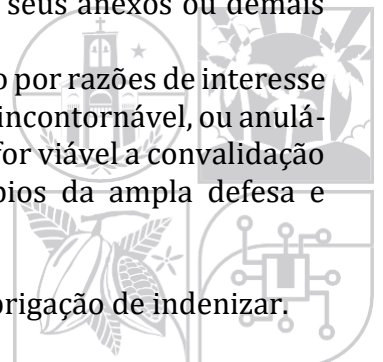 seus anexos ou demais
o por razões de interesse
incontornável, ou anulá-
for viável a convalidação
pios da ampla defesa e
brigação de indenizar.